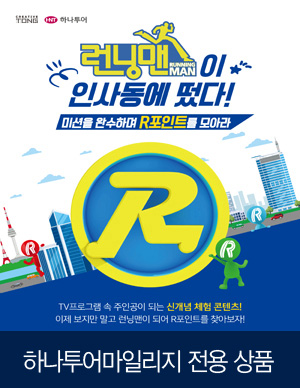 CREATIVE TONG HNT 하나투어
런닝맨 RUNNING MAN 이
인사동에 떴다!
미션을 완수하며 R포인트를 모아라
R
R
R
TV프로그램 속 주인공이 되는 신개념 체험 콘텐츠!
이제 보지만 말고 런닝맨이 되어 R포인트를 찾아보자!
하나투어마일리지 전용 상품